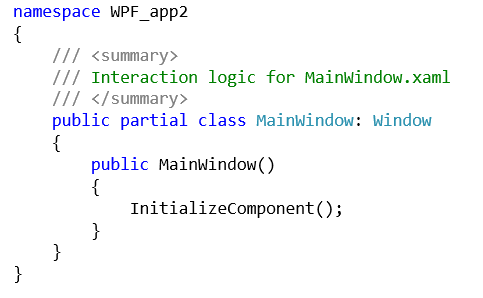 namespace WPF_app2
{
/// <summary>
/// Interaction logic for MainWindow.xaml
/// </summary>
public partial class MainWindow: Window
{
public MainWindow()
{
InitializeComponent();
}
}
}